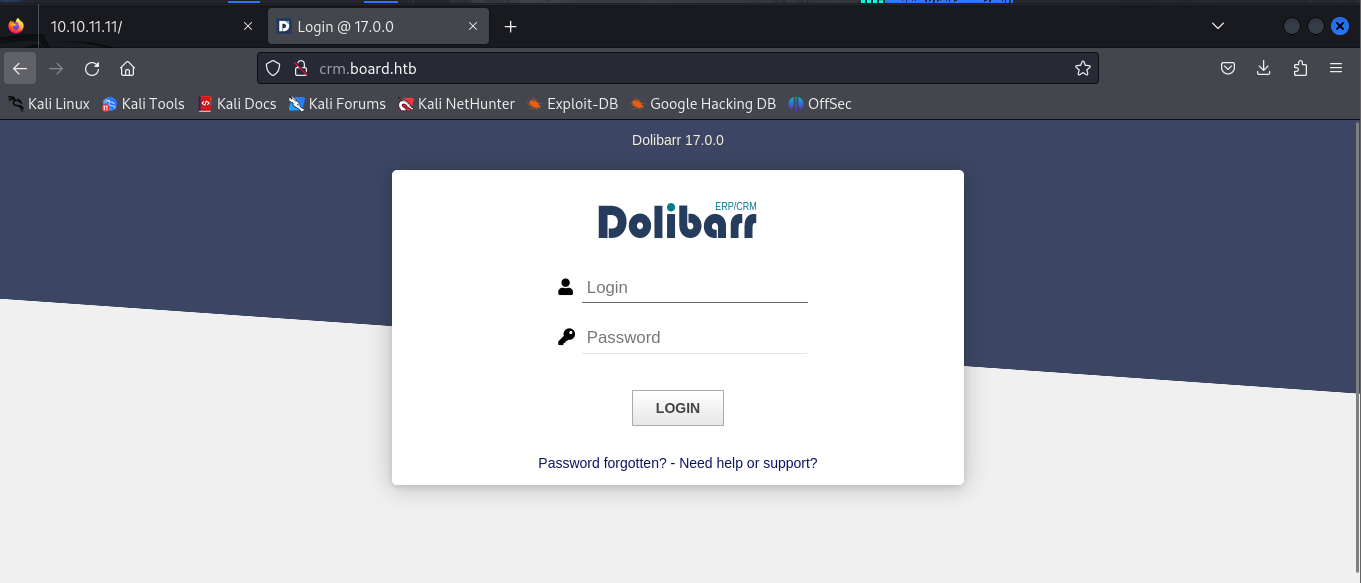 10.10.11.11/
Login @ 17.0.0
crm.board.htb
Kali Linux Kali Tools Kali Docs Kali Forums Kali NetHunter Exploit-DB Google Hacking DB OffSec
Dolibarr 17.0.0
ERP/CRM
Dolibarr
Login
Password
LOGIN
Password forgotten? - Need help or support?